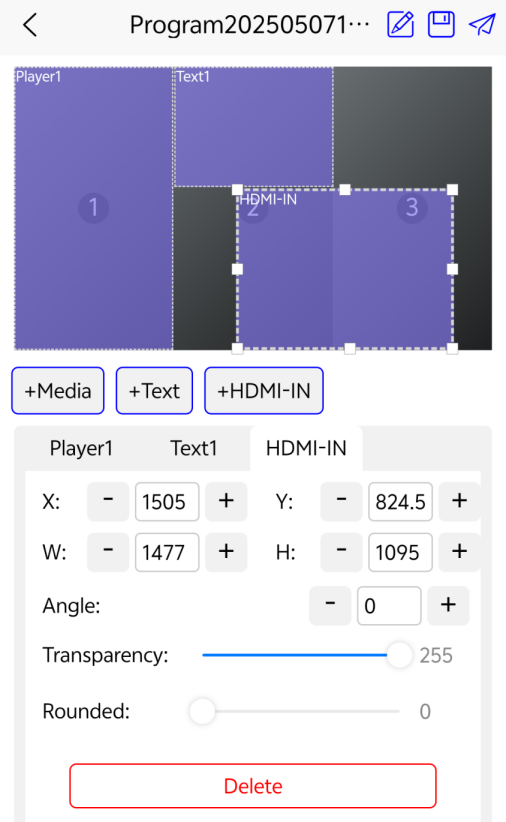 Program202505071···
Player1
Text1
HDMI-IN
1
2
3
+Media
+Text
+HDMI-IN
Player1 Text1 HDMI-IN
X: - 1505 + Y: - 824.5 +
W: - 1477 + H: - 1095 +
Angle: - 0 +
Transparency: 255
Rounded: 0
Delete